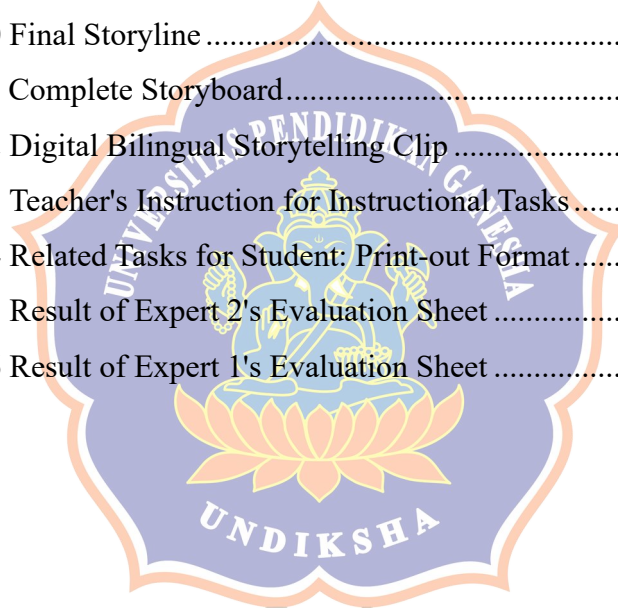 Final Storyline ................................................
Complete Storyboard ................................................
Digital Bilingual Storytelling Clip ................................................
Teacher's Instruction for Instructional Tasks .......
Related Tasks for Student: Print-out Format .......
Result of Expert 2's Evaluation Sheet ...................
Result of Expert 1's Evaluation Sheet ...................
UNIVERSITAS PENDIDIKAN GANESHA
UNDIKSHA